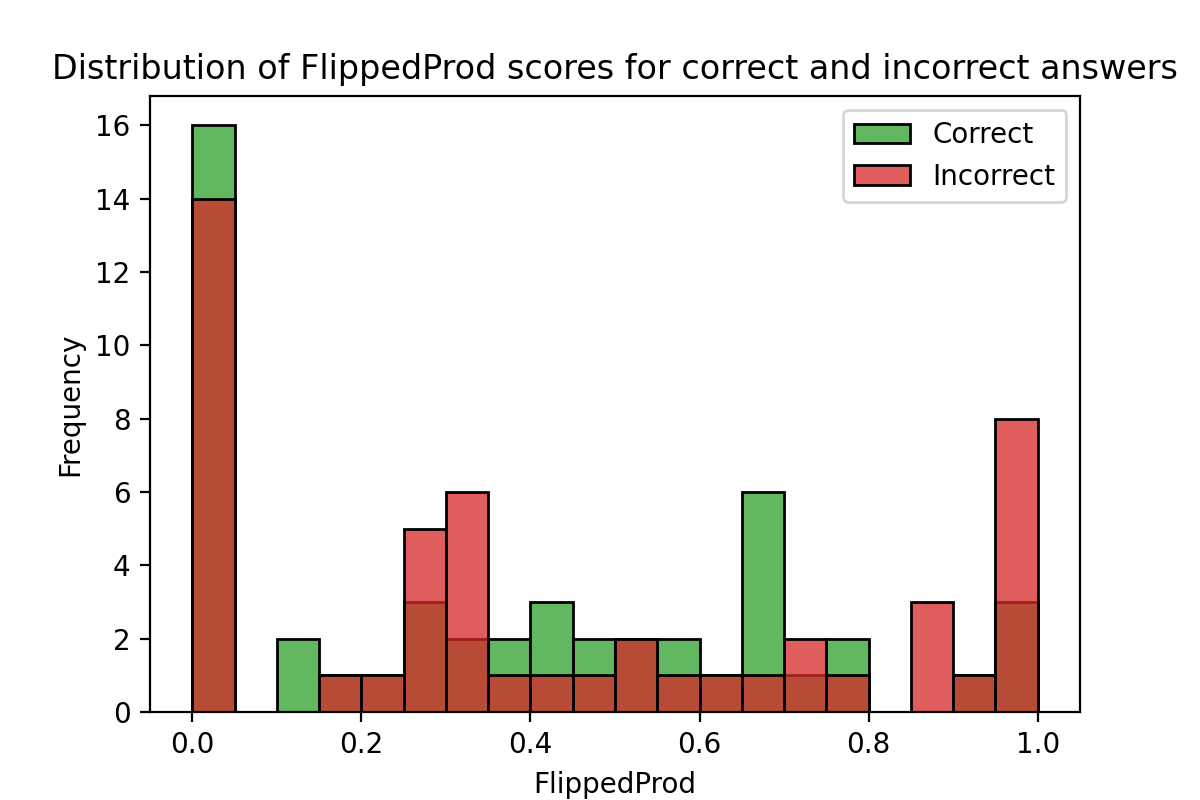 Distribution of FlippedProd scores for correct and incorrect answers
Correct
Incorrect
16
14
12
10
8
6
4
2
0
Frequency
0.0 0.2 0.4 0.6 0.8 1.0
FlippedProd